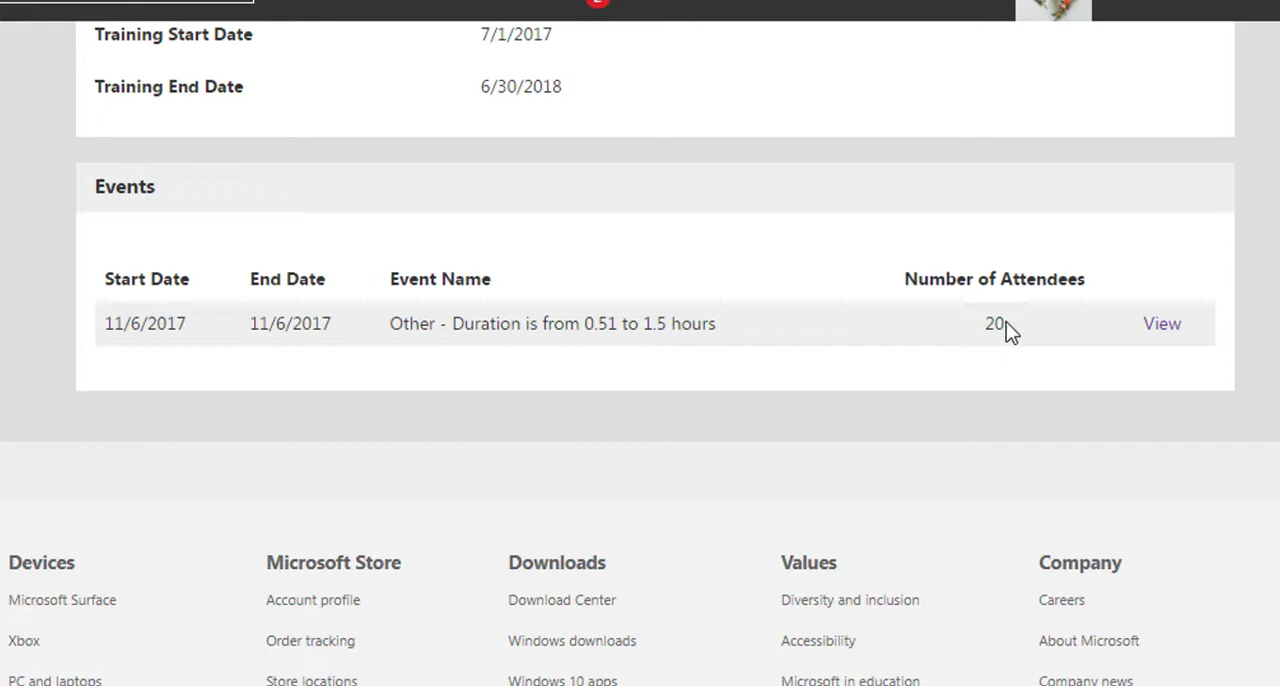 2
Training Start Date 7/1/2017
Training End Date 6/30/2018
Events
Start Date End Date Event Name Number of Attendees
11/6/2017 11/6/2017 Other - Duration is from 0.51 to 1.5 hours 20 View
Devices Microsoft Store Downloads Values Company
Microsoft Surface Account profile Download Center Diversity and inclusion Careers
Xbox Order tracking Windows downloads Accessibility About Microsoft
PC and laptops Store locations Windows 10 apps Microsoft in education Company news